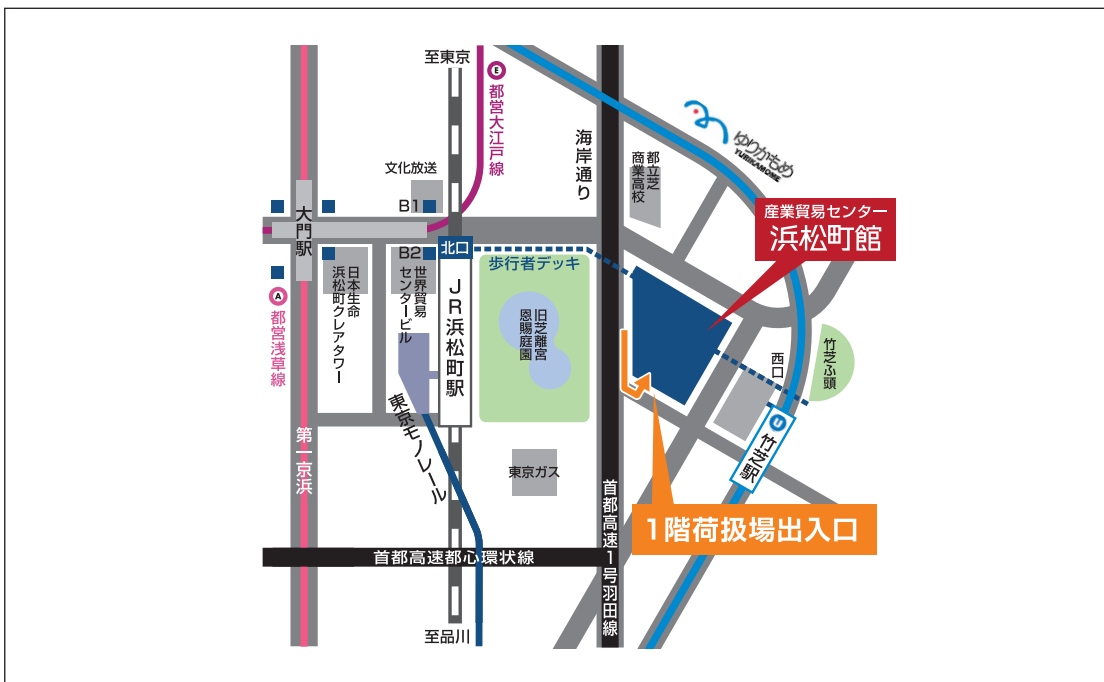 至東京
E
都営大江戸線
海岸通り
ゆりかもめ
YURIKAMOME
都立芝
商業高校
文化放送
B1
産業貿易センター
浜松町館
大門駅
北口
歩行者デッキ
B2
世界貿易
センタービル
日本生命
浜松町クレアタワー
JR浜松町駅
旧芝離宮
恩賜庭園
A
都営浅草線
西口
竹芝ふ頭
U
竹芝駅
東京モノレール
第一京浜
東京ガス
首都高速1号羽田線
1階荷扱場出入口
首都高速都心環状線
至品川